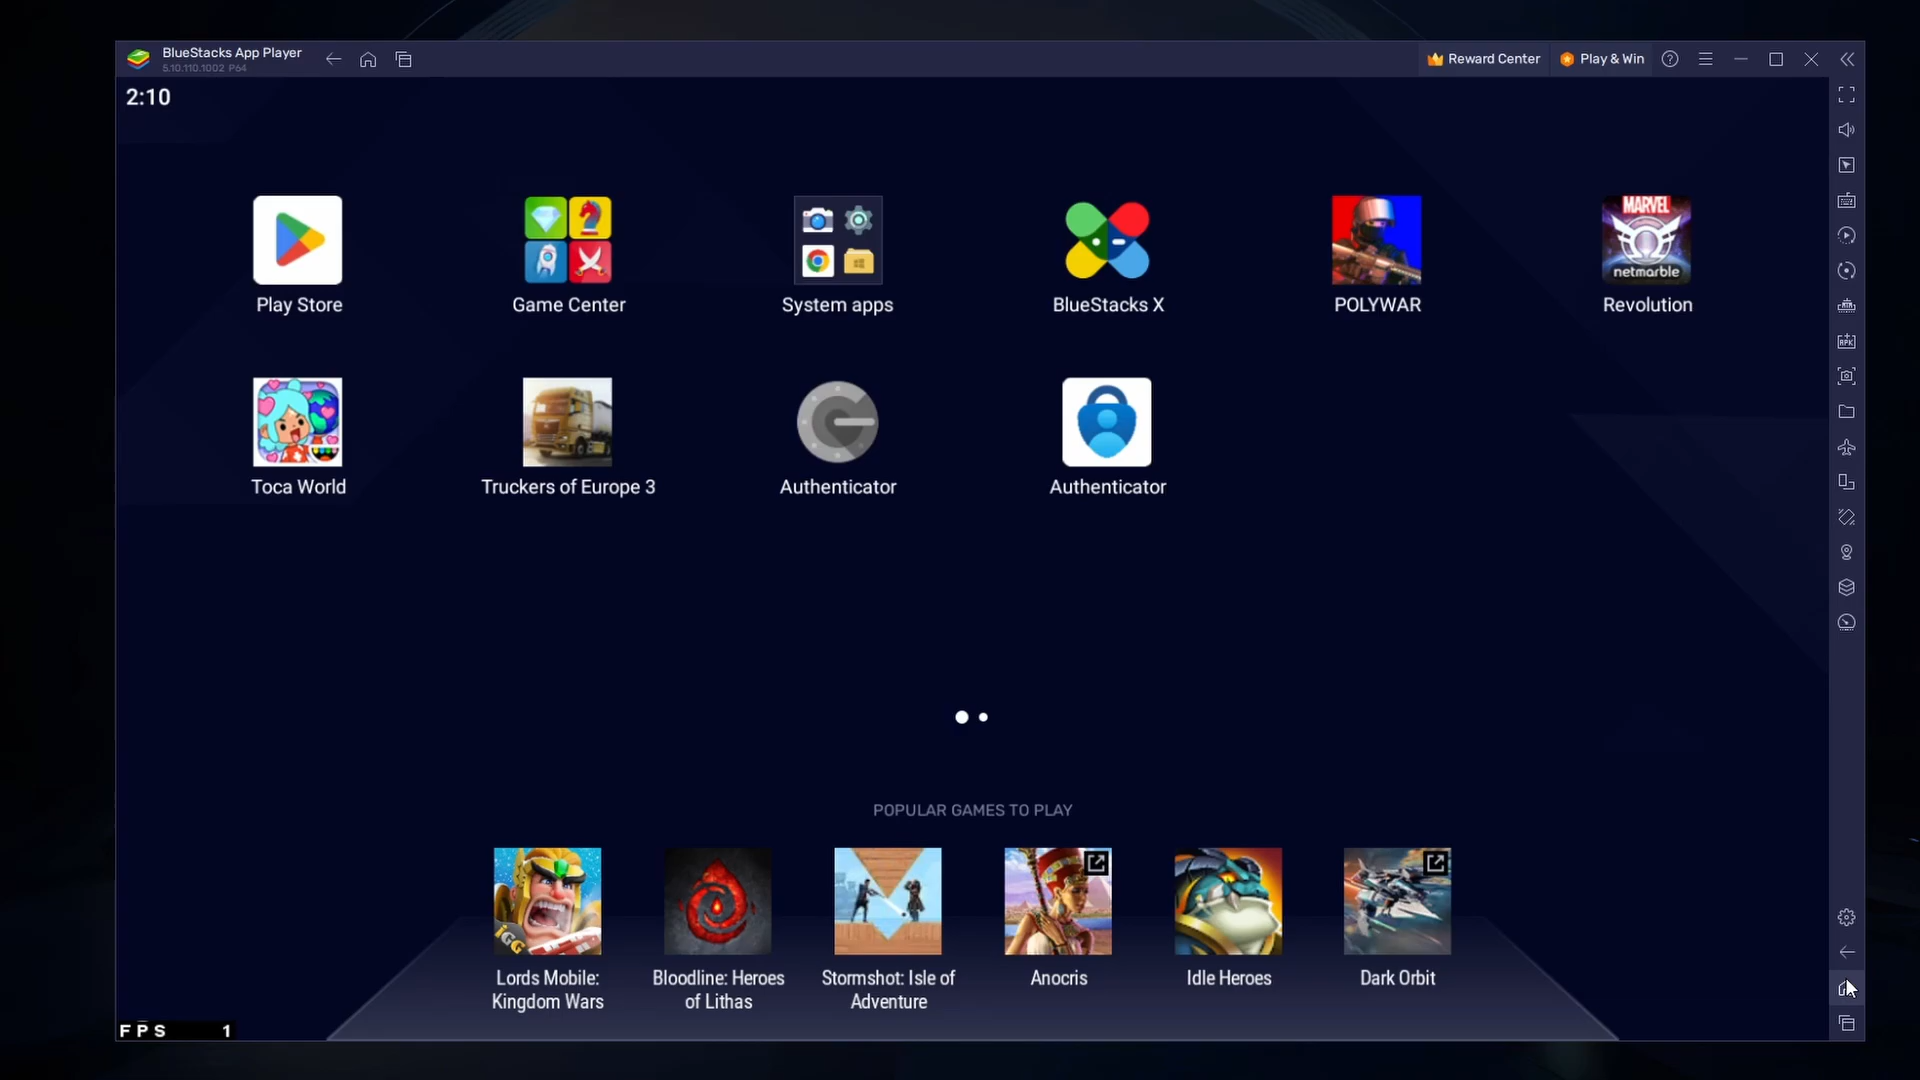 BlueStacks App Player
5.10.110.1002 P64
Reward Center
Play & Win
2:10
Play Store
Game Center
System apps
BlueStacks X
POLYWAR
MARVEL
netmarble
Revolution
Toca World
Truckers of Europe 3
Authenticator
Authenticator
APK
POPULAR GAMES TO PLAY
IGG
Lords Mobile:
Kingdom Wars
Bloodline: Heroes
of Lithas
Stormshot: Isle of
Adventure
Anocris
Idle Heroes
Dark Orbit
FPS 1